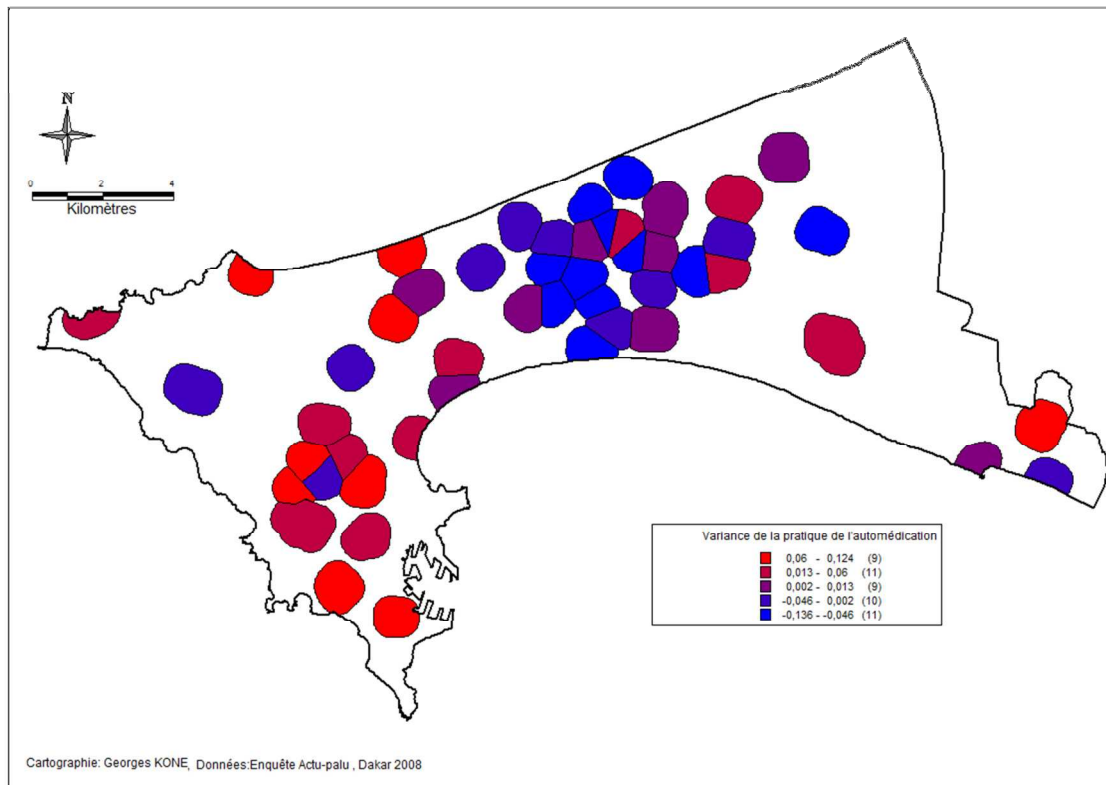 N
0 2 4
Kilomètres
Variance de la pratique de l'automédication
0,06 - 0,124 (9)
0,013 - 0,06 (11)
0,002 - 0,013 (9)
-0,046 - 0,002 (10)
-0,136 - -0,046 (11)
Cartographie: Georges KONE, Données:Enquête Actu-palu , Dakar 2008